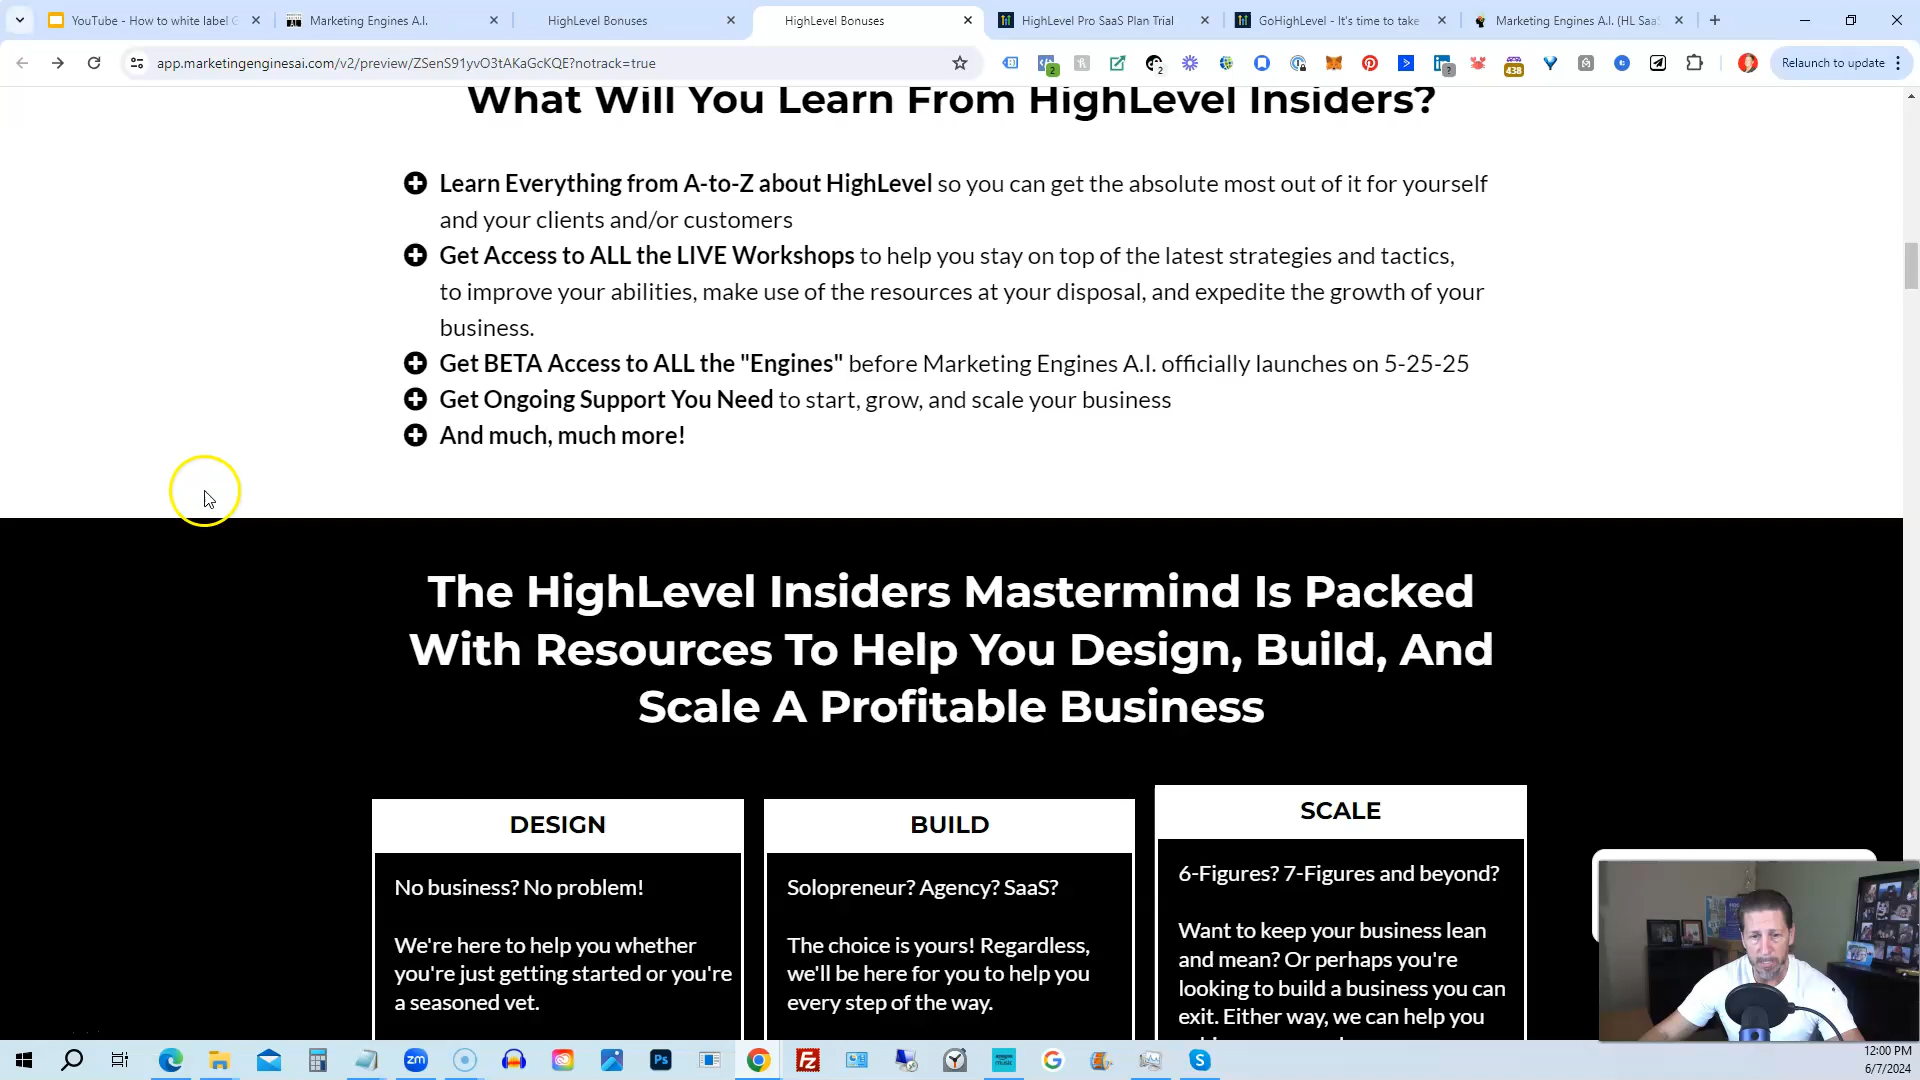 YouTube - How to white label G
Marketing Engines A.I.
HighLevel Bonuses
HighLevel Bonuses
HighLevel Pro SaaS Plan Trial
GoHighLevel - It's time to take
Marketing Engines A.I. (HL SaaS
app.marketingenginesai.com/v2/preview/ZSenS91yvO3tAKaGcKQE?notrack=true
2
2
?
438
Relaunch to update
What Will You Learn From HighLevel Insiders?
Learn Everything from A-to-Z about HighLevel so you can get the absolute most out of it for yourself
and your clients and/or customers
Get Access to ALL the LIVE Workshops to help you stay on top of the latest strategies and tactics,
to improve your abilities, make use of the resources at your disposal, and expedite the growth of your
business.
Get BETA Access to ALL the "Engines" before Marketing Engines A.I. officially launches on 5-25-25
Get Ongoing Support You Need to start, grow, and scale your business
And much, much more!
The HighLevel Insiders Mastermind Is Packed
With Resources To Help You Design, Build, And
Scale A Profitable Business
DESIGN
No business? No problem!
We're here to help you whether
you're just getting started or you're
a seasoned vet.
BUILD
Solopreneur? Agency? SaaS?
The choice is yours! Regardless,
we'll be here for you to help you
every step of the way.
SCALE
6-Figures? 7-Figures and beyond?
Want to keep your business lean
and mean? Or perhaps you're
looking to build a business you can
exit. Either way, we can help you
zm
Ps
12:00 PM
6/7/2024